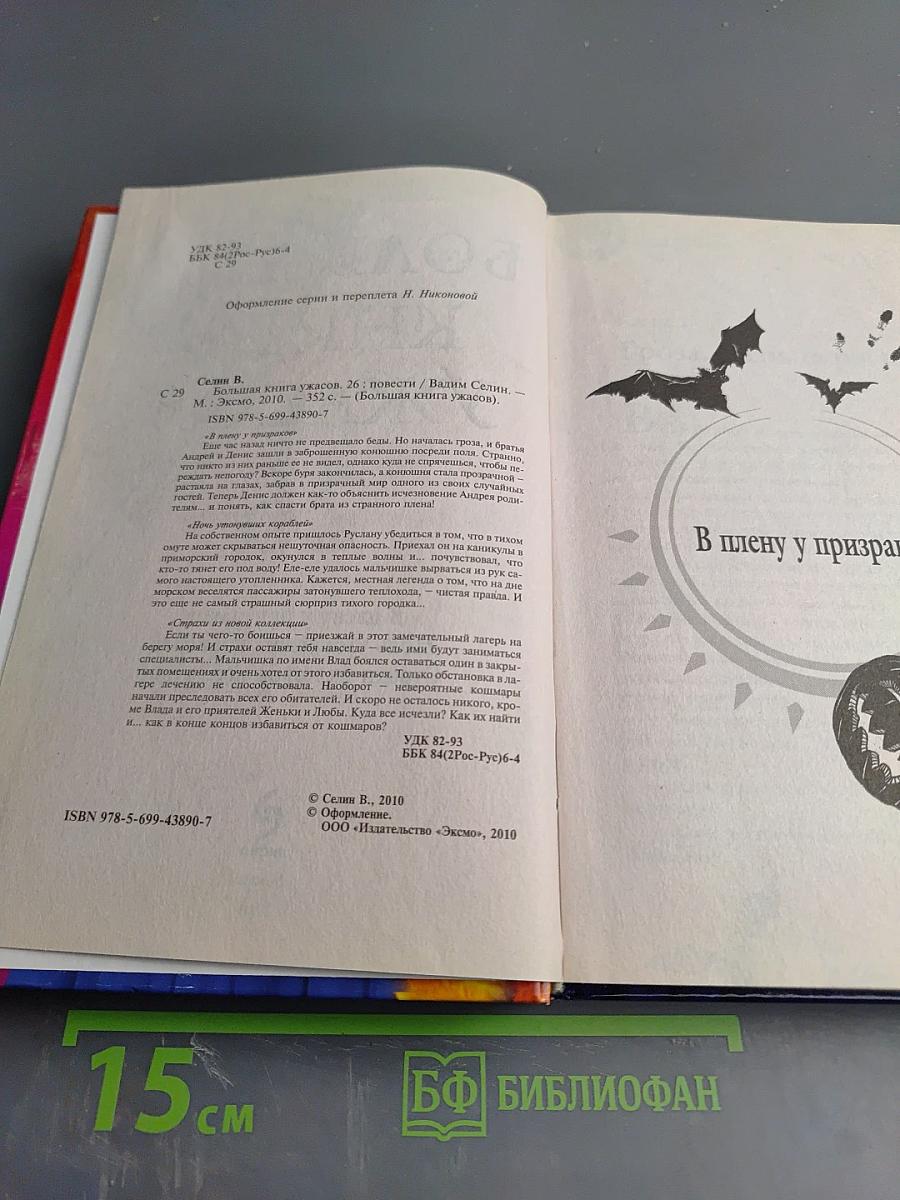 УДК 82-93
ББК 84(2Рос-Рус)6-4
С 29
Оформление серии и переплета Н. Никоновой
Селин В.
С 29 Большая книга ужасов. 26 : повести / Вадим Селин. —
М. : Эксмо, 2010. — 352 с. — (Большая книга ужасов).
ISBN 978-5-699-43890-7
«В плену у призраков»
Еще час назад ничто не предвещало беды. Но началась гроза, и братья
Андрей и Денис зашли в заброшенную конюшню посреди поля. Странно,
что никто из них раньше ее не видел, однако куда не спрячешься, чтобы пе-
реждать непогоду? Вскоре буря закончилась, а конюшня стала прозрачной —
растаяла на глазах, забрав в призрачный мир одного из своих случайных
гостей. Теперь Денис должен как-то объяснить исчезновение Андрея роди-
телям... и понять, как спасти брата из странного плена!
«Ночь утонувших кораблей»
На собственном опыте пришлось Руслану убедиться в том, что в тихом
омуте может скрываться нешуточная опасность. Приехал он на каникулы в
приморский городок, окунулся в теплые волны и... почувствовал, что
кто-то тянет его под воду! Еле-еле удалось мальчишке вырваться из рук са-
мого настоящего утопленника. Кажется, местная легенда о том, что на дне
морском веселятся пассажиры затонувшего теплохода, — чистая правда. И
это еще не самый страшный сюрприз тихого городка...
«Страхи из новой коллекции»
Если ты чего-то боишься — приезжай в этот замечательный лагерь на
берегу моря! И страхи оставят тебя навсегда — ведь ими будут заниматься
специалисты... Мальчишка по имени Влад боялся оставаться один в закры-
тых помещениях и очень хотел от этого избавиться. Только обстановка в ла-
гере лечению не способствовала. Наоборот — невероятные кошмары
начали преследовать всех его обитателей. И скоро не осталось никого, кро-
ме Влада и его приятелей Женьки и Любы. Куда все исчезли? Как их найти
и... как в конце концов избавиться от кошмаров?
УДК 82-93
ББК 84(2Рос-Рус)6-4
ISBN 978-5-699-43890-7
© Селин В., 2010
© Оформление.
ООО «Издательство «Эксмо», 2010
В плену у призрак
15 см
БФ БИБЛИОФАН